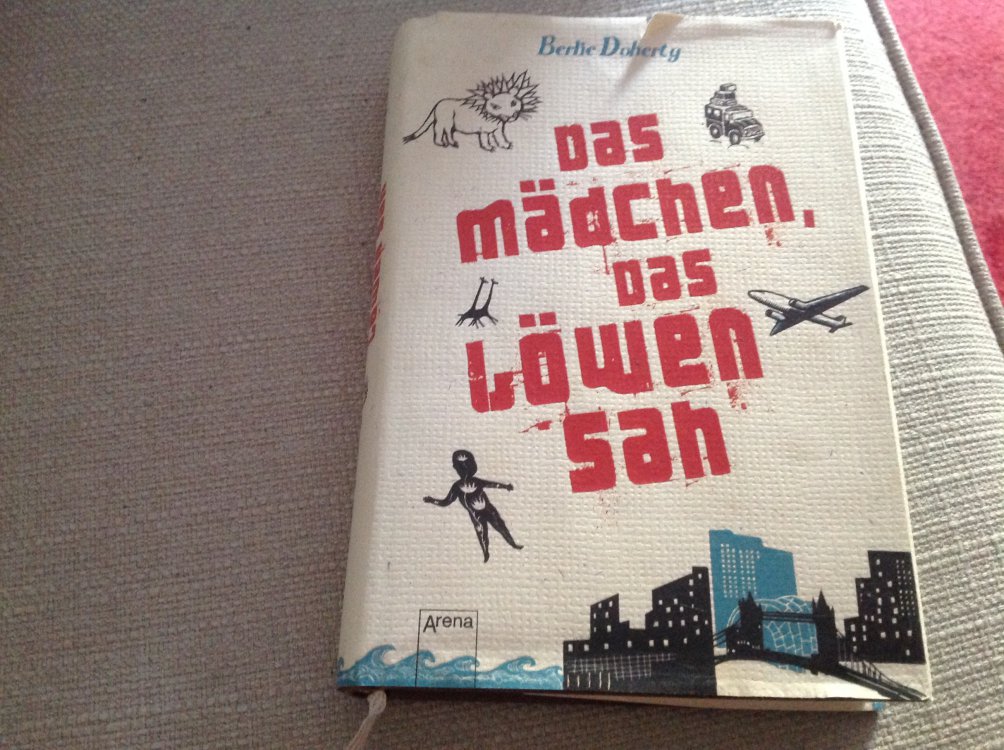 Berlie Doherty
Das
mädchen,
Das
Löwen
sah
Arena